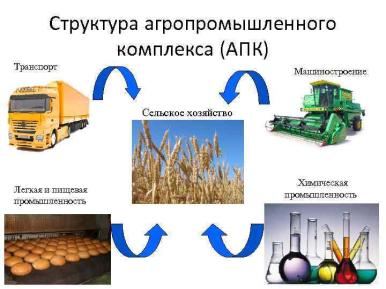 Структура агропромышленного
комплекса (АПК)
Транспорт
Машиностроение
Сельское хозяйство
Легкая и пищевая
промышленность
Химическая
промышленность